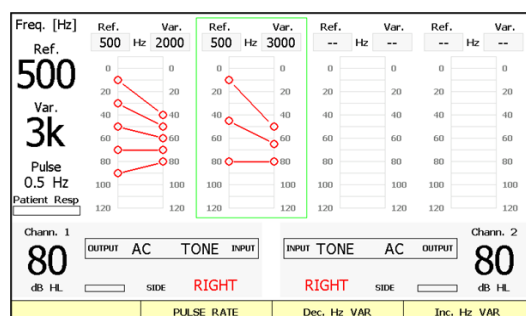 Freq. [Hz]
Ref.
500
Var.
3k
Pulse
0.5 Hz
Patient Resp
Ref. Var.
500 Hz 2000
0 0
20 20
40 40
60 60
80 80
100 100
120 120
Ref. Var.
500 Hz 3000
0 0
20 20
40 40
60 60
80 80
100 100
120 120
Ref. Var.
-- Hz --
0 0
20 20
40 40
60 60
80 80
100 100
120 120
Ref. Var.
-- Hz --
0 0
20 20
40 40
60 60
80 80
100 100
120 120
Chann. 1
80
dB HL
OUTPUT AC TONE INPUT
SIDE RIGHT
INPUT TONE AC OUTPUT
RIGHT SIDE
Chann. 2
80
dB HL
PULSE RATE Dec. Hz VAR Inc. Hz VAR